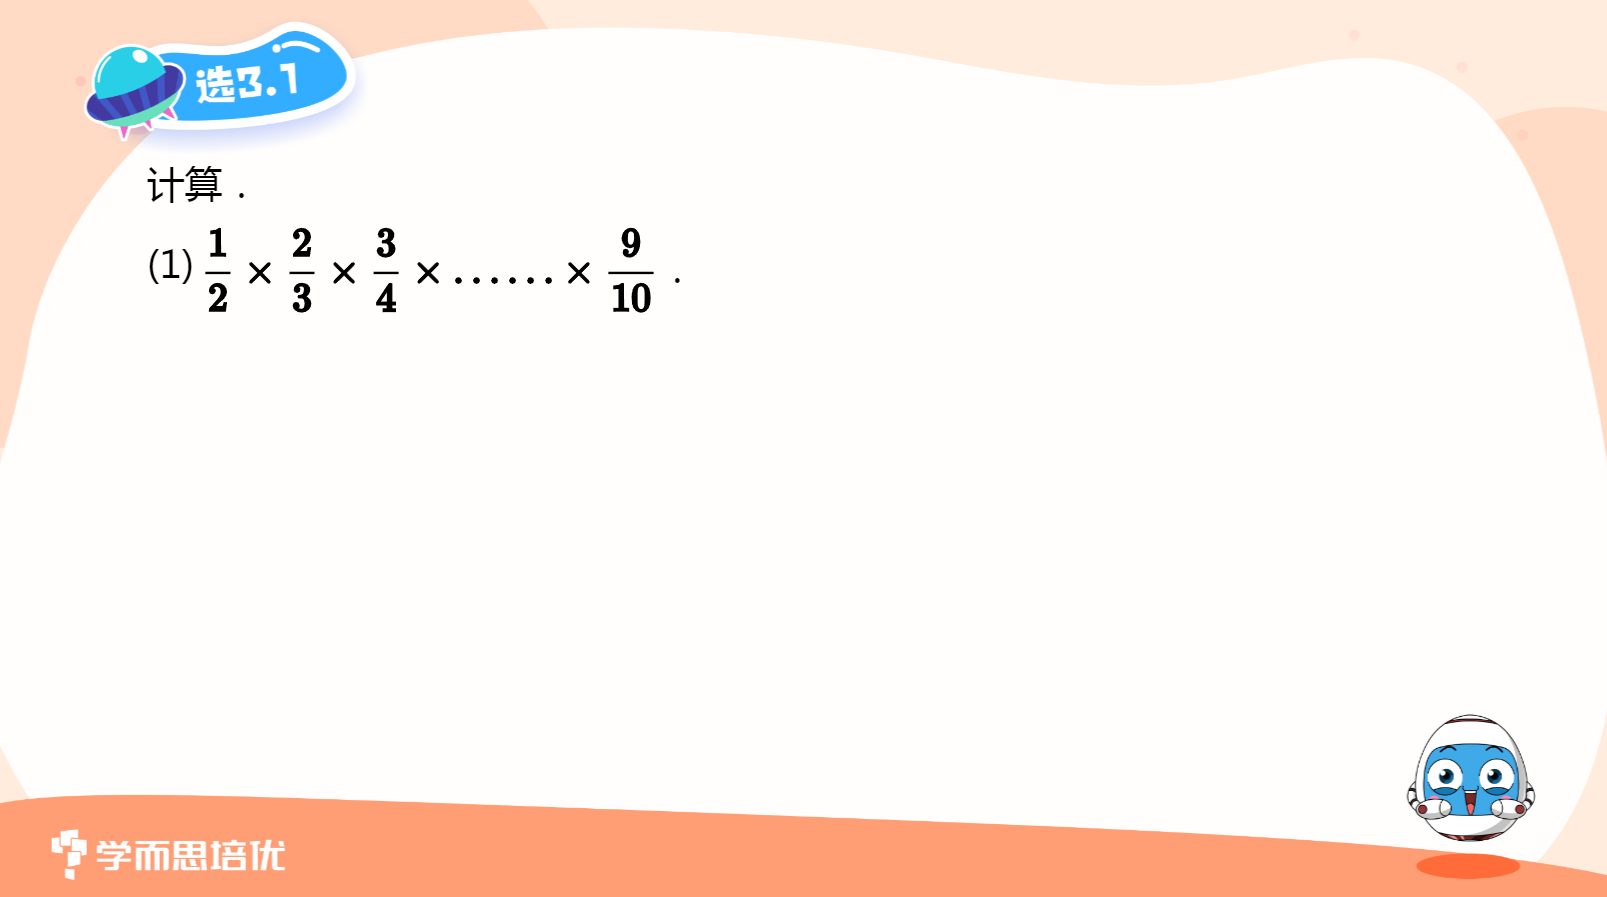 选3.1
计算．
(1) 1/2 × 2/3 × 3/4 × …… × 9/10 ．
学而思培优